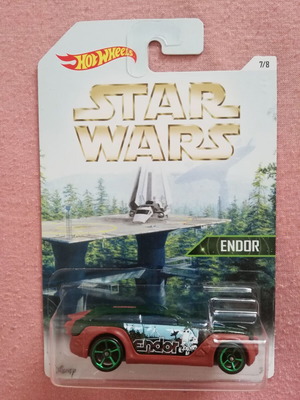 Hot Wheels
7/8
STAR
WARS
ENDOR
Endor